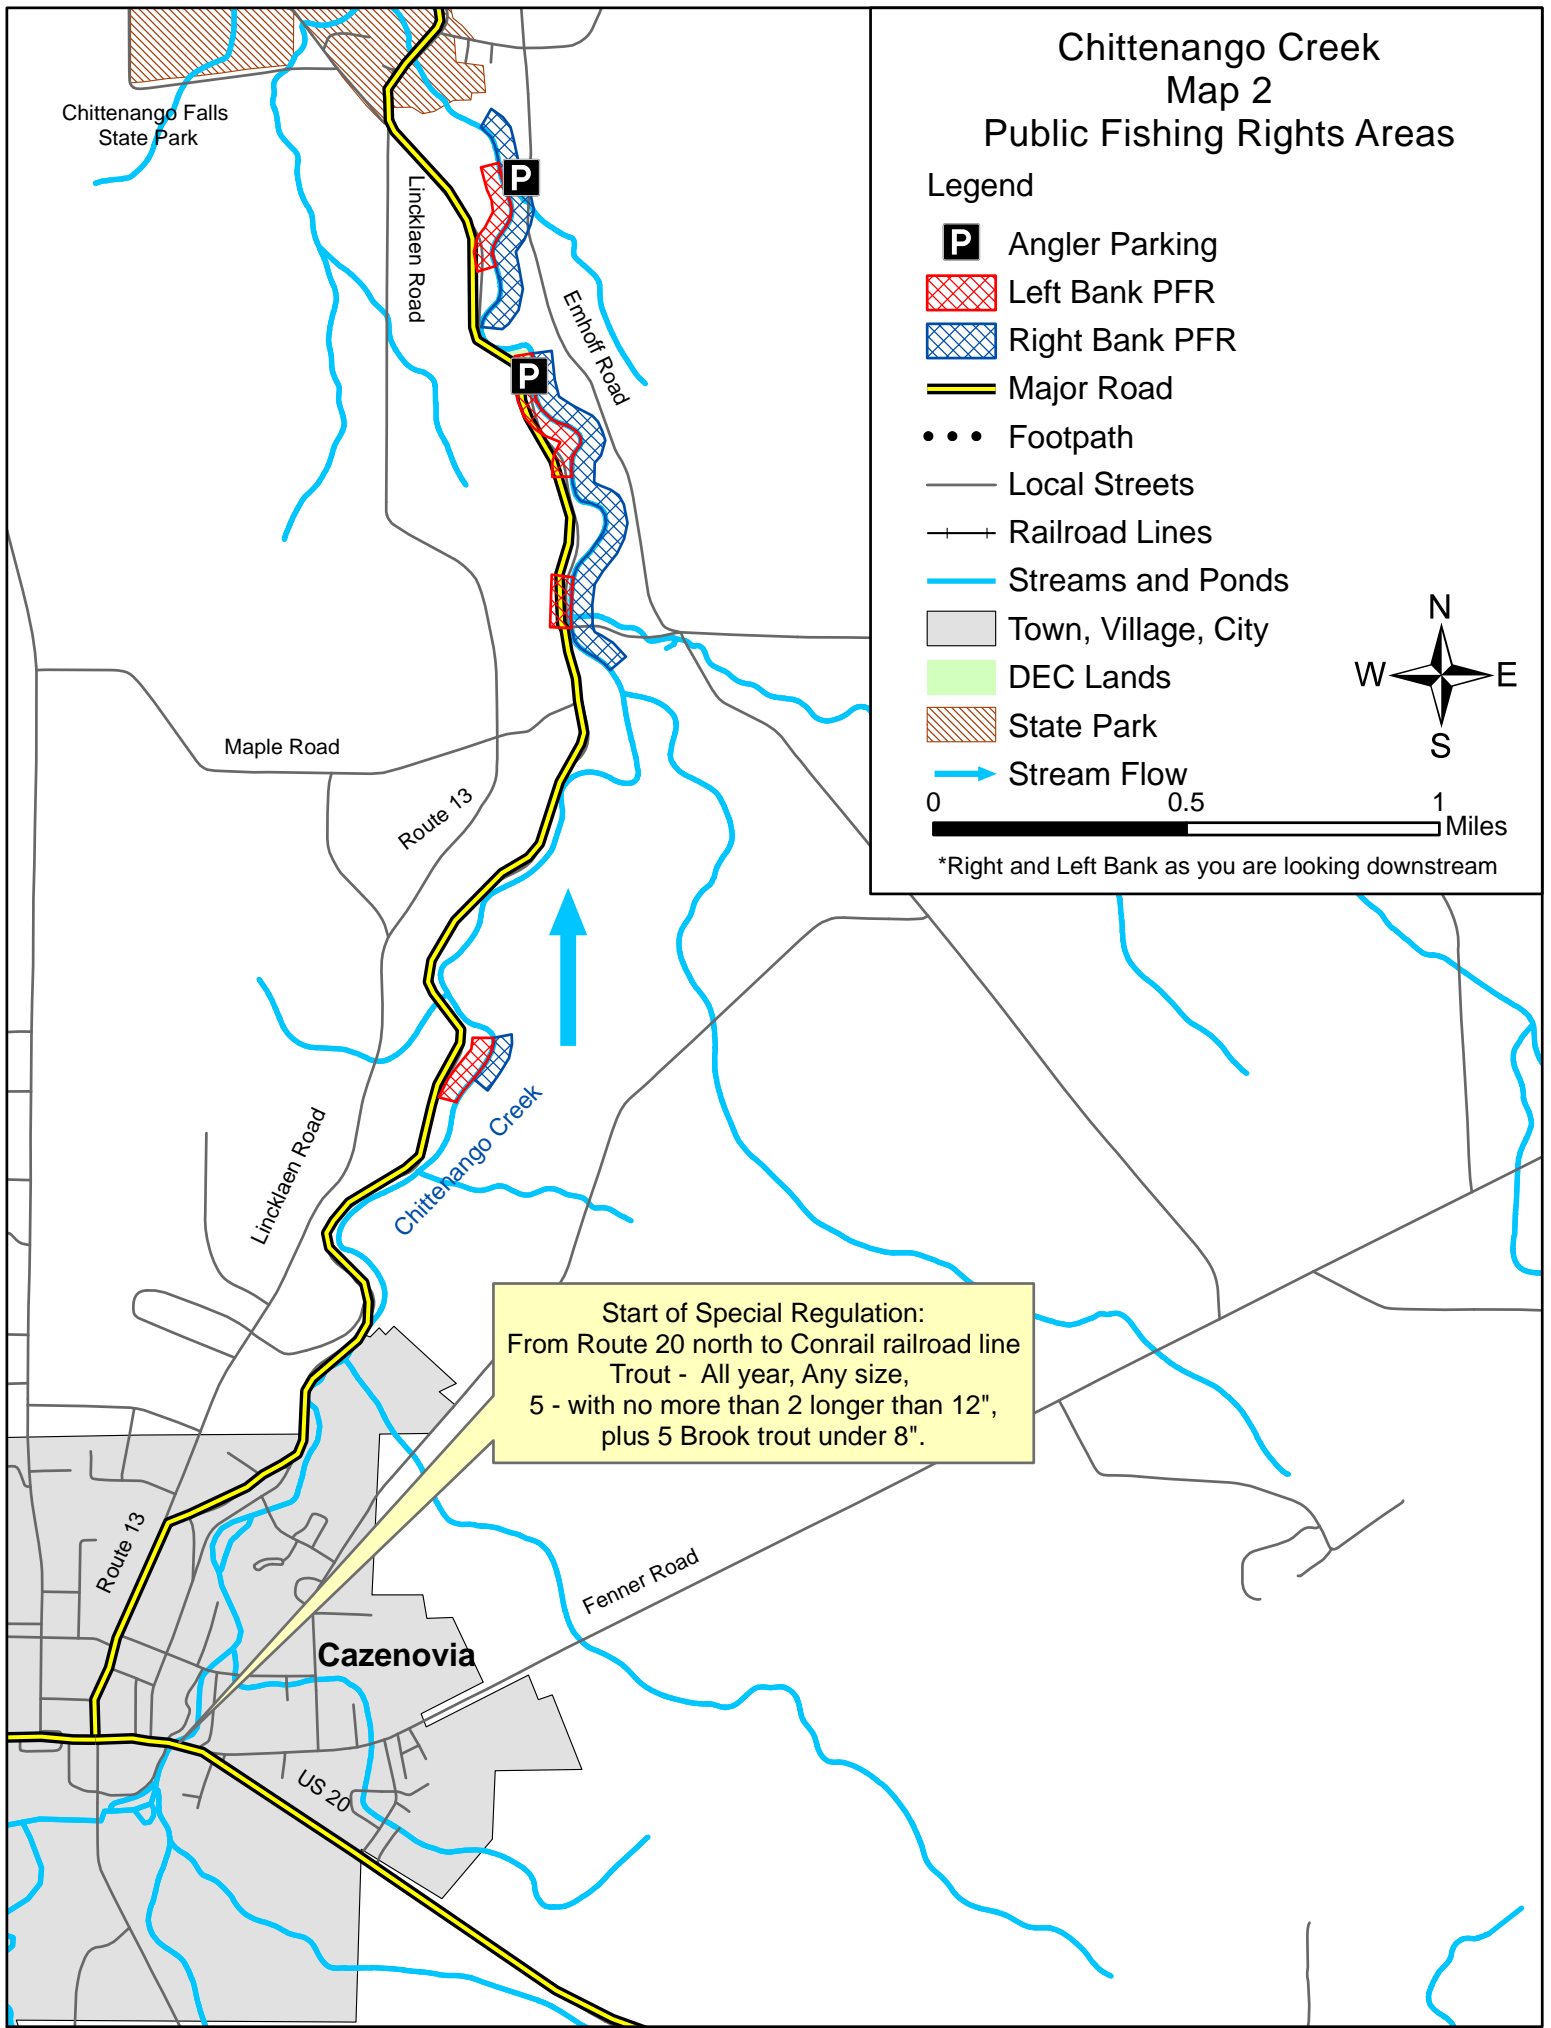 Chittenango Creek
Map 2
Public Fishing Rights Areas
Legend
P Angler Parking
Left Bank PFR
Right Bank PFR
Major Road
Footpath
Local Streets
Railroad Lines
Streams and Ponds
Town, Village, City
DEC Lands
State Park
Stream Flow
N
W E
S
0 0.5 1
Miles
*Right and Left Bank as you are looking downstream
Chittenango Falls
State Park
P
Lincklaen Road
Emhoff Road
P
Maple Road
Route 13
Chittenango Creek
Lincklaen Road
Start of Special Regulation:
From Route 20 north to Conrail railroad line
Trout - All year, Any size,
5 - with no more than 2 longer than 12",
plus 5 Brook trout under 8".
Route 13
Fenner Road
Cazenovia
US 20